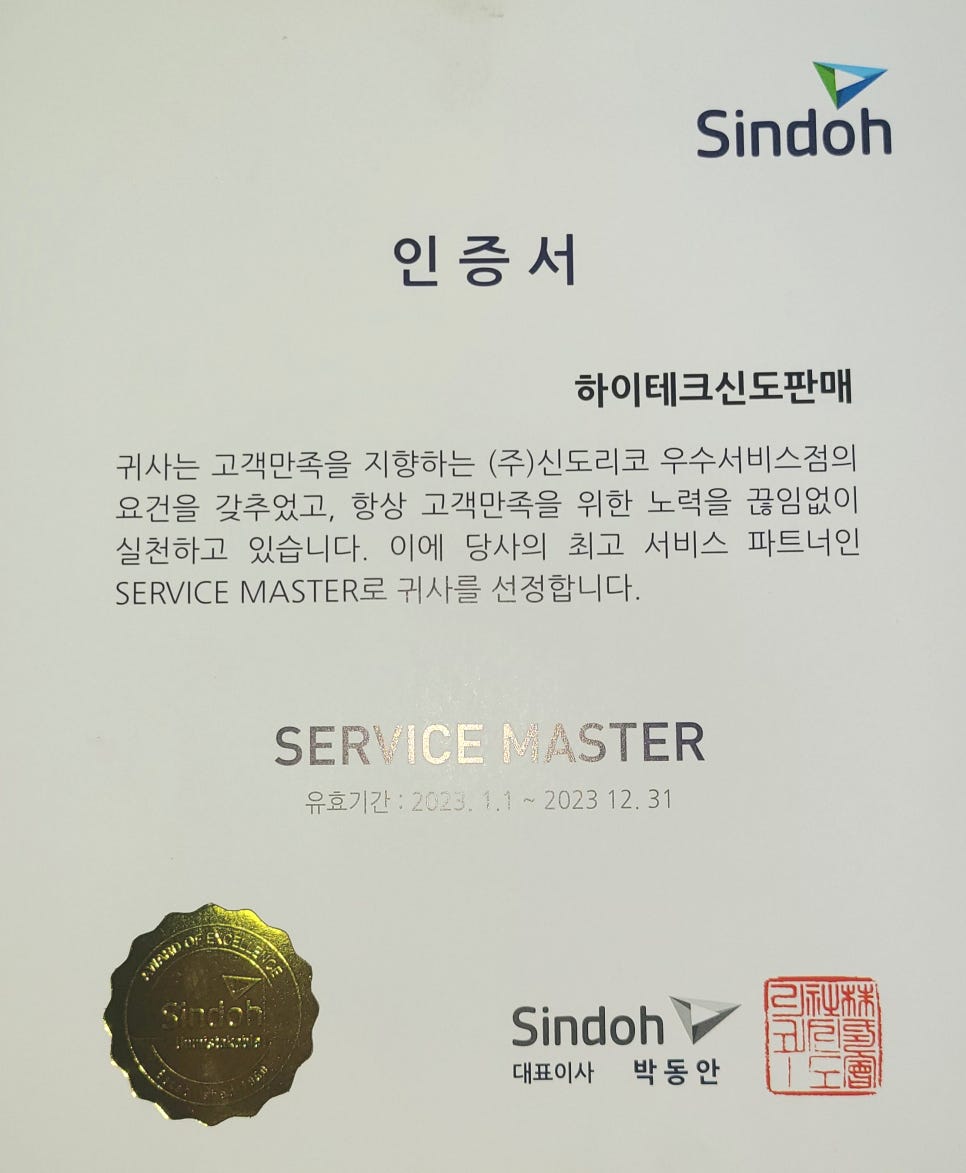 Sindoh
인증서
하이테크신도판매
귀사는 고객만족을 지향하는 (주)신도리코 우수서비스점의
요건을 갖추었고, 항상 고객만족을 위한 노력을 끊임없이
실천하고 있습니다. 이에 당사의 최고 서비스 파트너인
SERVICE MASTER로 귀사를 선정합니다.
SERVICE MASTER
유효기간 : 2023. 1.1 ~ 2023 12. 31
AWARD OF EXCELLENCE
Sindoh
Sindoh
대표이사 박동안